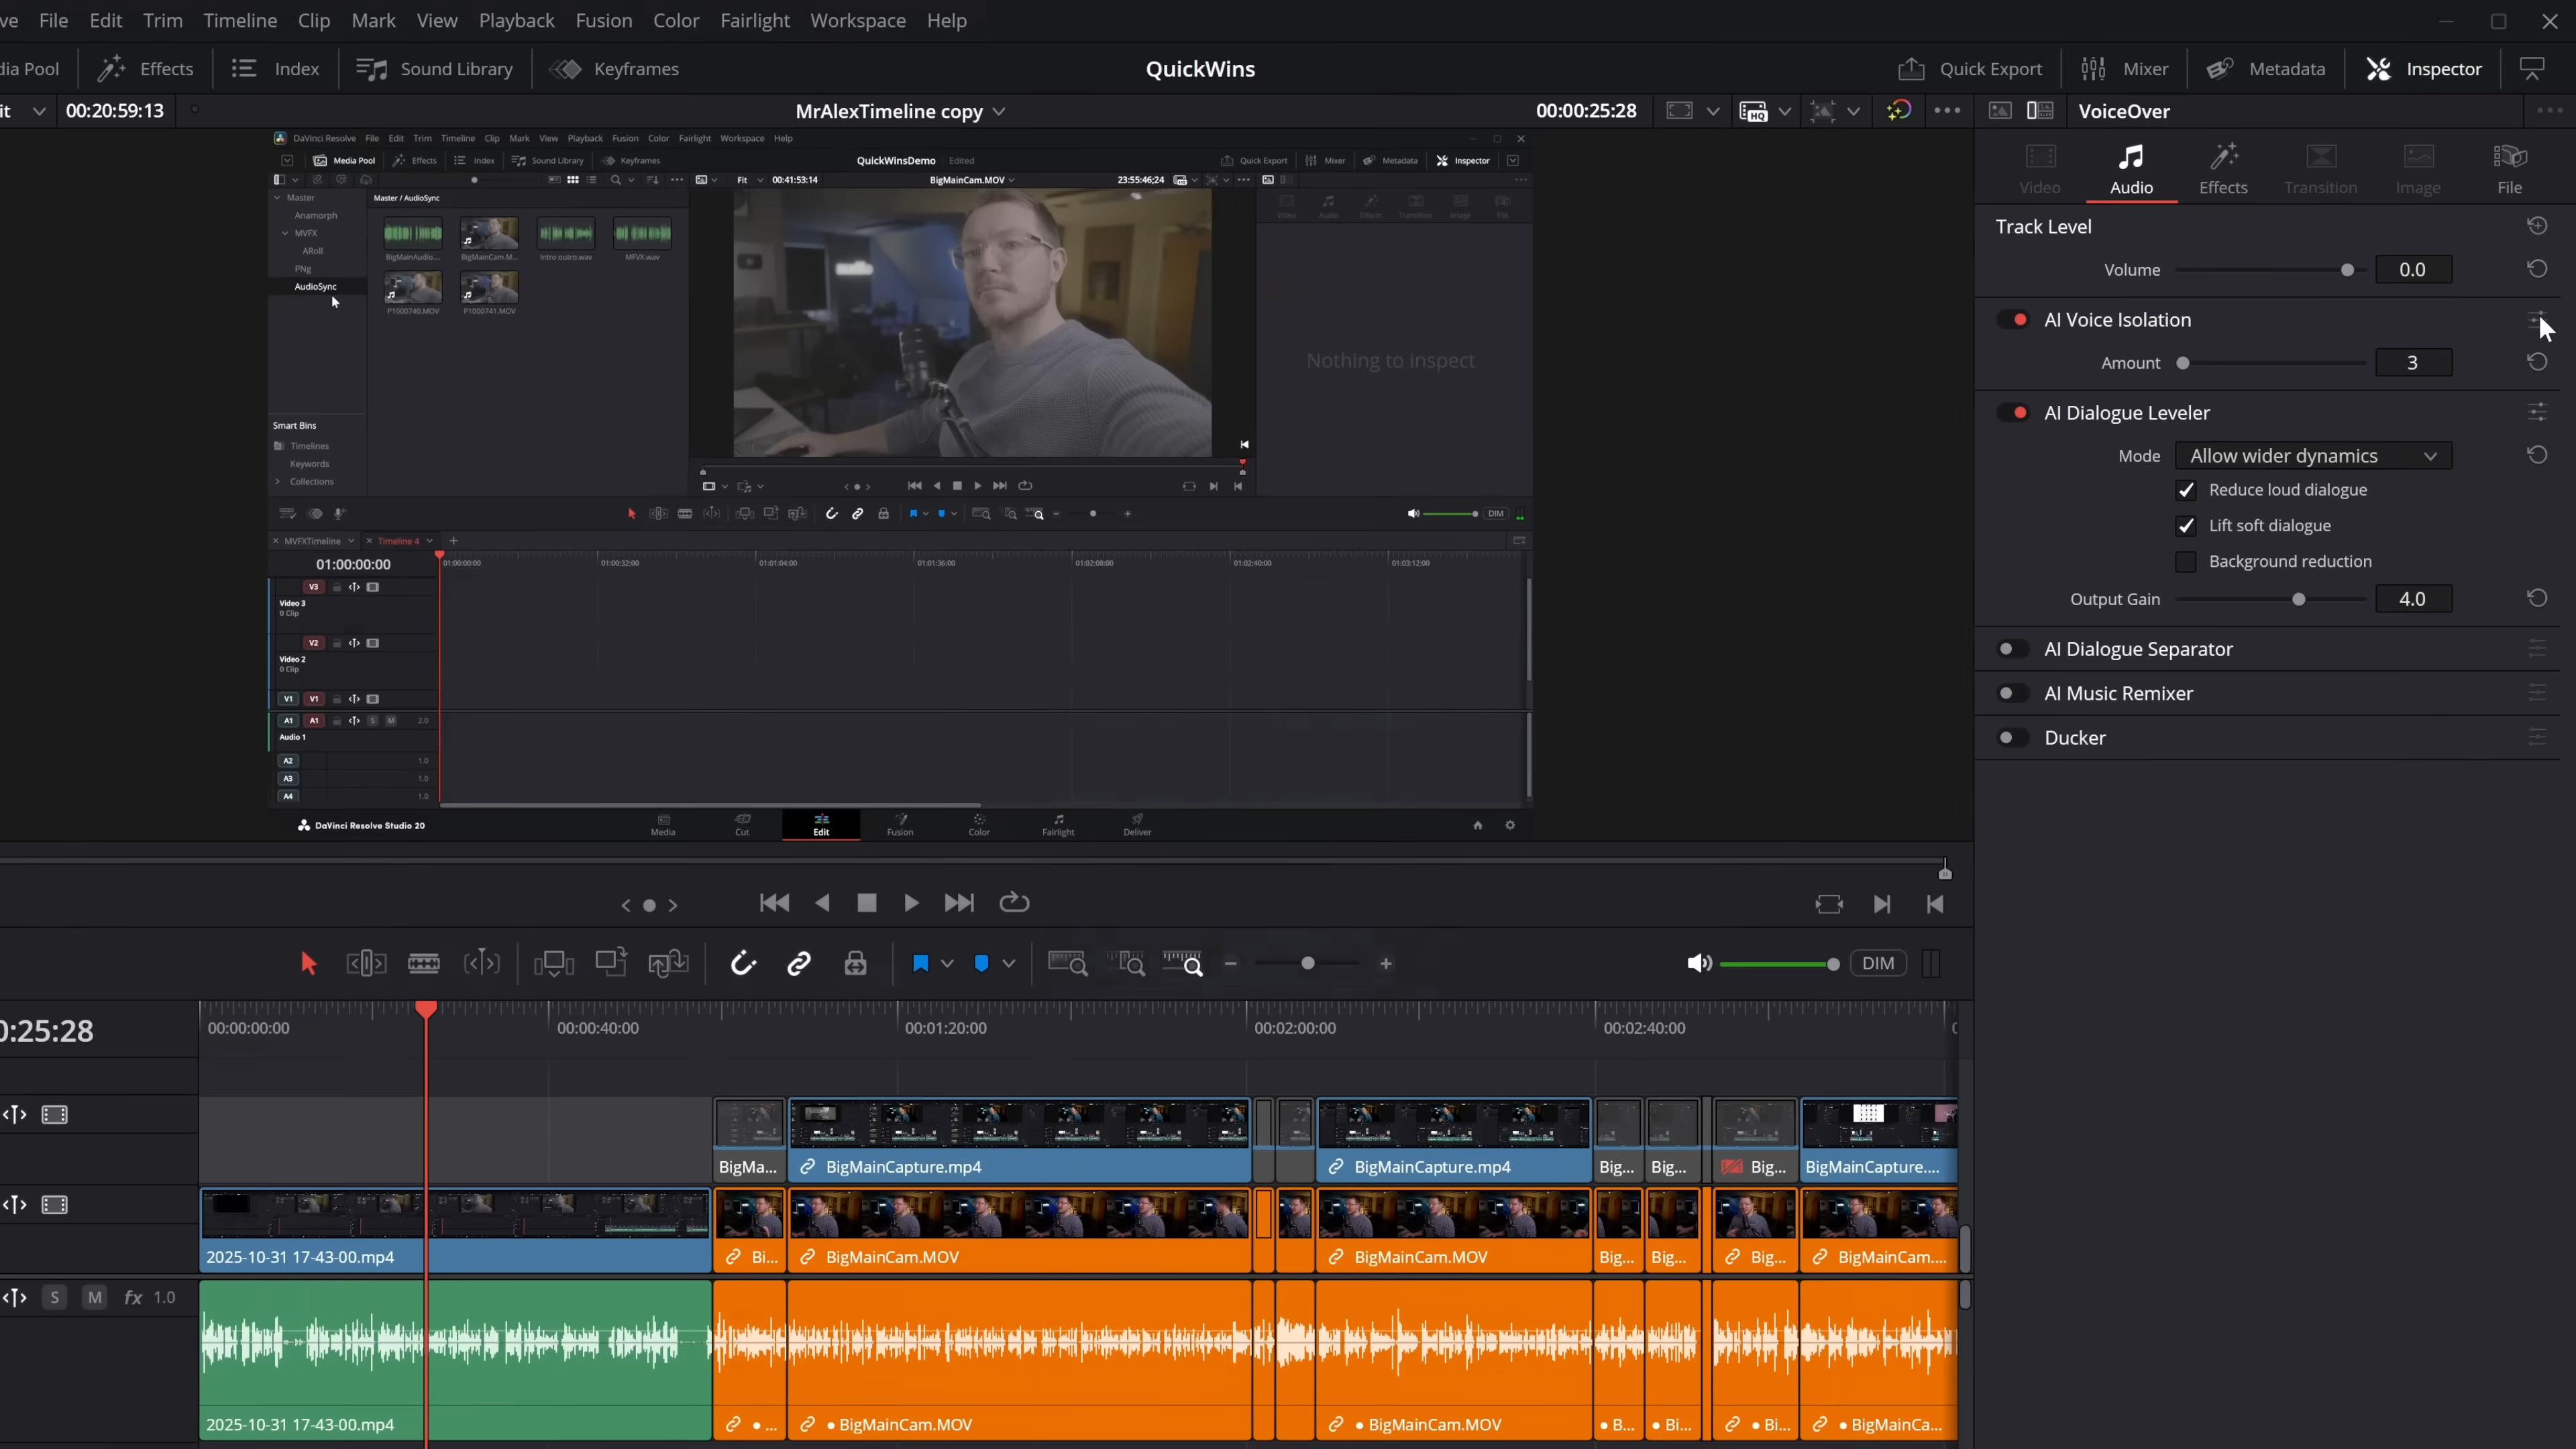 ve File Edit Trim Timeline Clip Mark View Playback Fusion Color Fairlight Workspace Help
dia Pool Effects Index Sound Library Keyframes QuickWins Quick Export Mixer Metadata Inspector
it 00:20:59:13 MrAlexTimeline copy 00:00:25:28 VoiceOver
DaVinci Resolve File Edit Trim Timeline Clip Mark View Playback Fusion Color Fairlight Workspace Help
Media Pool Effects Index Sound Library Keyframes QuickWinsDemo Edited Quick Export Mixer Metadata Inspector
Fit 00:41:53:14 BigMainCam.MOV 23:55:46;24
Master
Master / AudioSync
Anamorph
MVFX
ARoll
PNg
AudioSync
BigMainAudio.... BigMainCam.M... Intro outro.wav MFVX.wav
P1000740.MOV P1000741.MOV
Video Audio Effects Transition Image File
Nothing to inspect
Smart Bins
Timelines
Keywords
Collections
DIM
MVFXTimeline Timeline 4
01:00:00:00
01:00:00:00 01:00:32:00 01:01:04:00 01:01:36:00 01:02:08:00 01:02:40:00 01:03:12:00
V3
Video 3
0 Clip
V2
Video 2
0 Clip
V1 V1
A1 A1 S M 2.0
Audio 1
A2 1.0
A3 1.0
A4 1.0
DaVinci Resolve Studio 20 Media Cut Edit Fusion Color Fairlight Deliver
Video Audio Effects Transition Image File
Track Level
Volume 0.0
AI Voice Isolation
Amount 3
AI Dialogue Leveler
Mode Allow wider dynamics
Reduce loud dialogue
Lift soft dialogue
Background reduction
Output Gain 4.0
AI Dialogue Separator
AI Music Remixer
Ducker
DIM
0:25:28
00:00:00:00 00:00:40:00 00:01:20:00 00:02:00:00 00:02:40:00
BigMa... BigMainCapture.mp4 BigMainCapture.mp4 Big... Big... Big... BigMainCapture....
2025-10-31 17-43-00.mp4 Bi... BigMainCam.MOV BigMainCam.MOV Big... Big... Big... BigMainCam....
S M fx 1.0
2025-10-31 17-43-00.mp4 • ... • BigMainCam.MOV • BigMainCam.MOV • B... • Bi... • Bi... • BigMainCa...